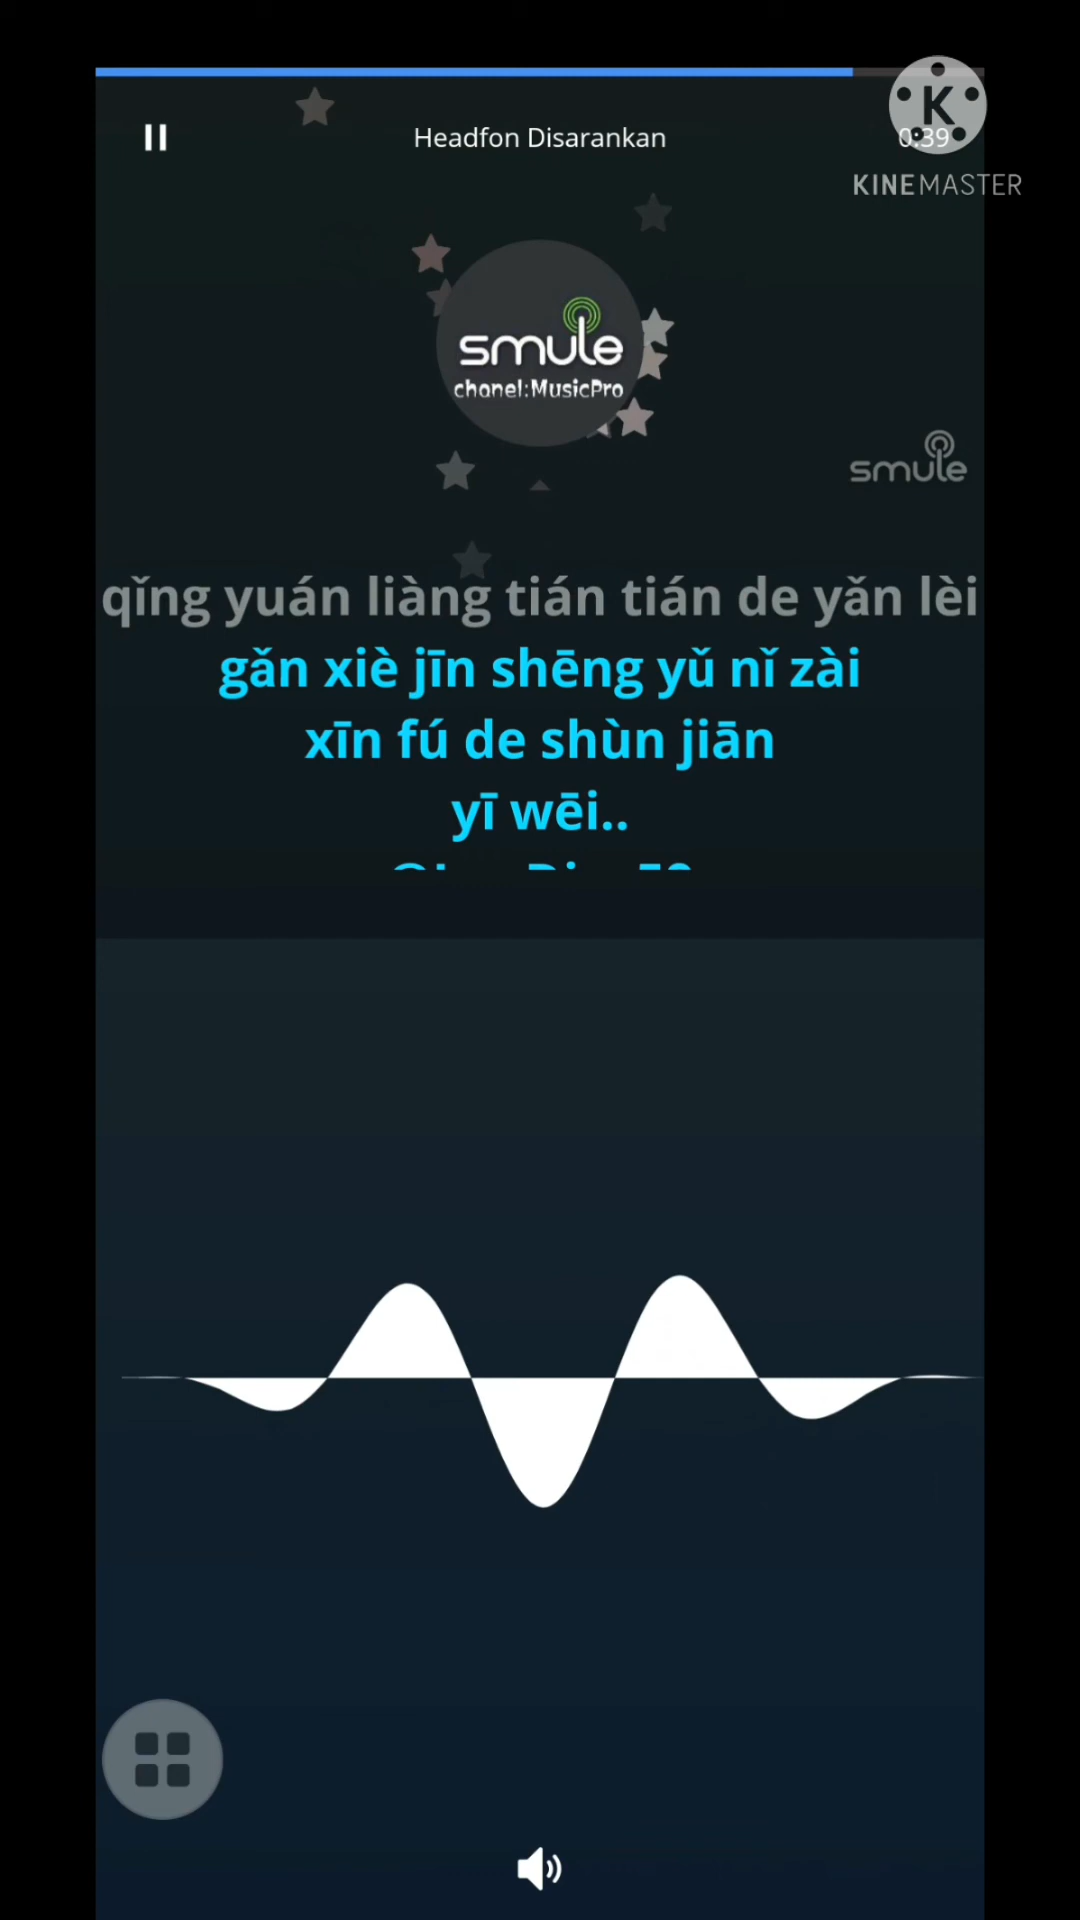 Headfon Disarankan
0:39
KINEMASTER
smule
chanel:MusicPro
smule
qǐng yuán liàng tián tián de yǎn lèi
gǎn xiè jīn shēng yǔ nǐ zài
xīn fú de shùn jiān
yī wēi..